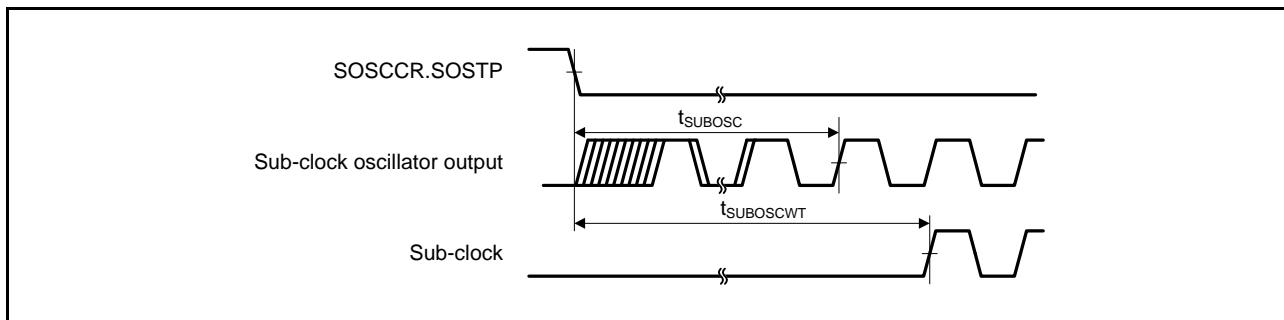 SOSCCR.SOSTP
tSUBOSC
Sub-clock oscillator output
tSUBOSCWT
Sub-clock